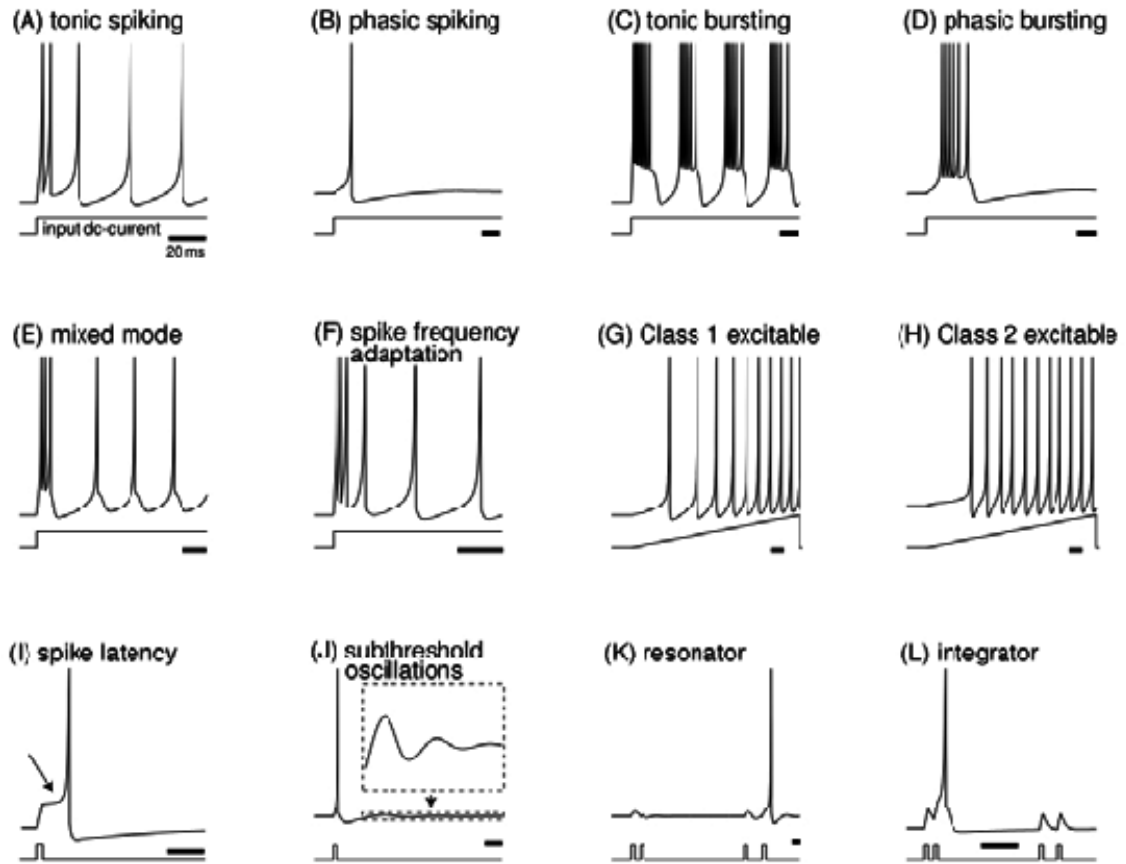 (A) tonic spiking
(B) phasic spiking
(C) tonic bursting
(D) phasic bursting
input dc-current
20 ms
(E) mixed mode
(F) spike frequency
adaptation
(G) Class 1 excitable
(H) Class 2 excitable
(I) spike latency
(J) subthreshold
oscillations
(K) resonator
(L) integrator